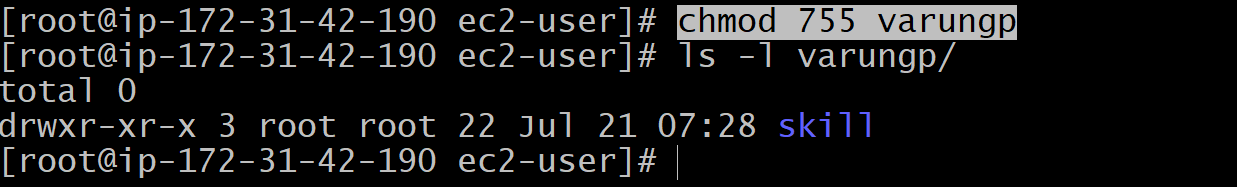 [root@ip-172-31-42-190 ec2-user]# chmod 755 varungp
[root@ip-172-31-42-190 ec2-user]# ls -l varungp/
total 0
drwxr-xr-x 3 root root 22 Jul 21 07:28 skill
[root@ip-172-31-42-190 ec2-user]#